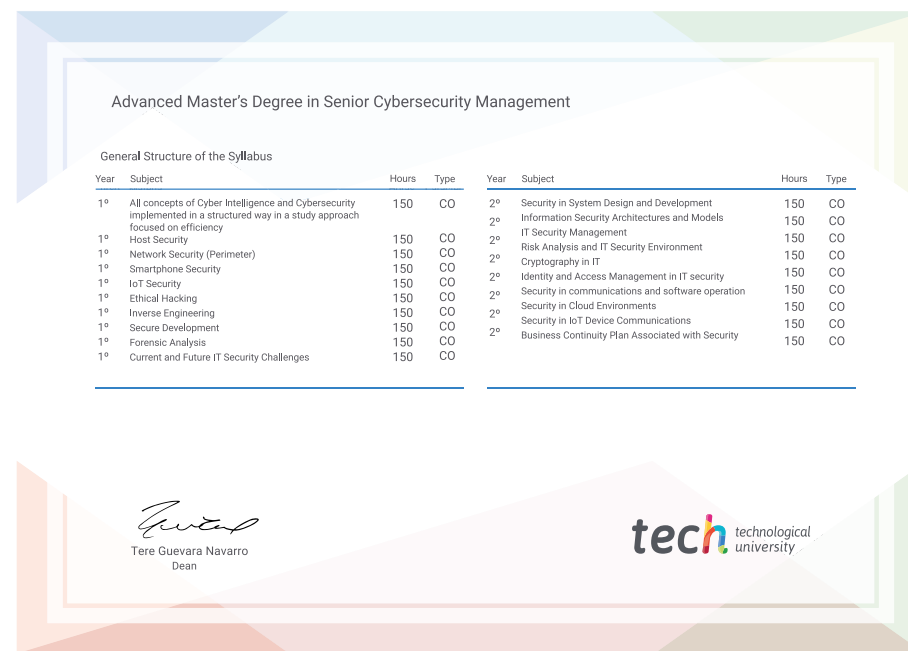 Advanced Master's Degree in Senior Cybersecurity Management
General Structure of the Syllabus
Year Subject Hours Type
1º All concepts of Cyber Intelligence and Cybersecurity 150 CO
implemented in a structured way in a study approach
focused on efficiency
1º Host Security 150 CO
1º Network Security (Perimeter) 150 CO
1º Smartphone Security 150 CO
1º IoT Security 150 CO
1º Ethical Hacking 150 CO
1º Inverse Engineering 150 CO
1º Secure Development 150 CO
1º Forensic Analysis 150 CO
1º Current and Future IT Security Challenges 150 CO
Year Subject Hours Type
2º Security in System Design and Development 150 CO
2º Information Security Architectures and Models 150 CO
2º IT Security Management 150 CO
2º Risk Analysis and IT Security Environment 150 CO
Cryptography in IT
2º Identity and Access Management in IT security 150 CO
2º Security in communications and software operation 150 CO
2º Security in Cloud Environments 150 CO
Security in IoT Device Communications 150 CO
2º Business Continuity Plan Associated with Security 150 CO
Tere Guevara Navarro
Dean
tech technological
university